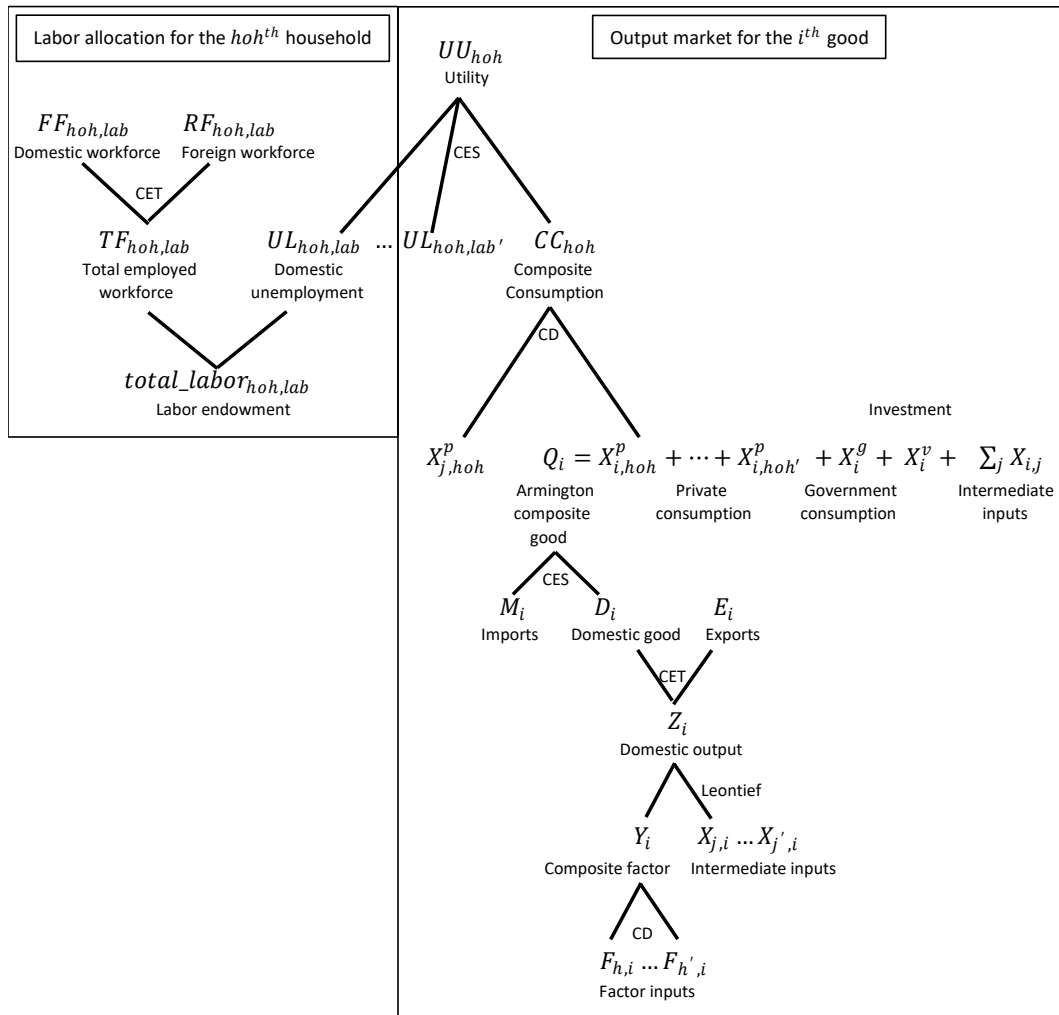 Labor allocation for the hoh^th household
Output market for the i^th good
UU_hoh
Utility
FF_hoh,lab RF_hoh,lab
Domestic workforce Foreign workforce
CES
CET
TF_hoh,lab UL_hoh,lab … UL_hoh,lab′ CC_hoh
Total employed workforce
Domestic unemployment
Composite Consumption
CD
total_labor_hoh,lab
Labor endowment
Investment
X^p_j,hoh Q_i = X^p_i,hoh + ⋯ + X^p_i,hoh′ + X^g_i + X^v_i + ∑_j X_i,j
Armington composite good
Private consumption
Government consumption
Intermediate inputs
CES
M_i D_i E_i
Imports Domestic good Exports
CET
Z_i
Domestic output
Leontief
Y_i X_j,i … X_j′,i
Composite factor Intermediate inputs
CD
F_h,i … F_h′,i
Factor inputs